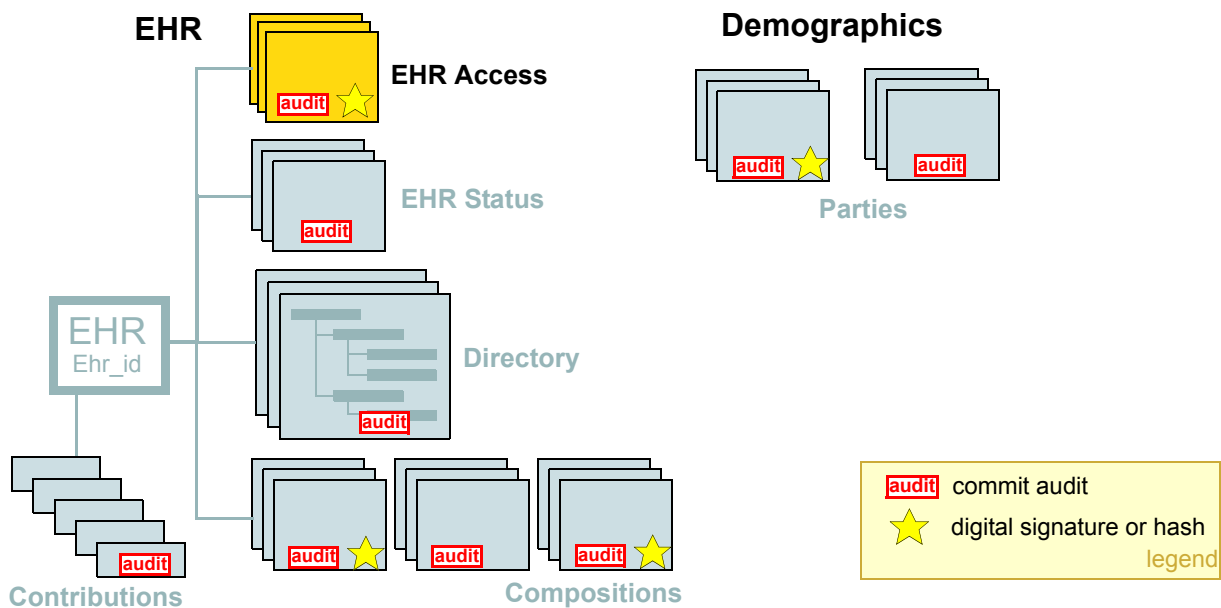 EHR
Demographics
EHR Access
audit
audit
audit
Parties
EHR Status
audit
EHR
Ehr_id
Directory
audit
audit
audit
audit
audit
Contributions
Compositions
audit commit audit
digital signature or hash
legend